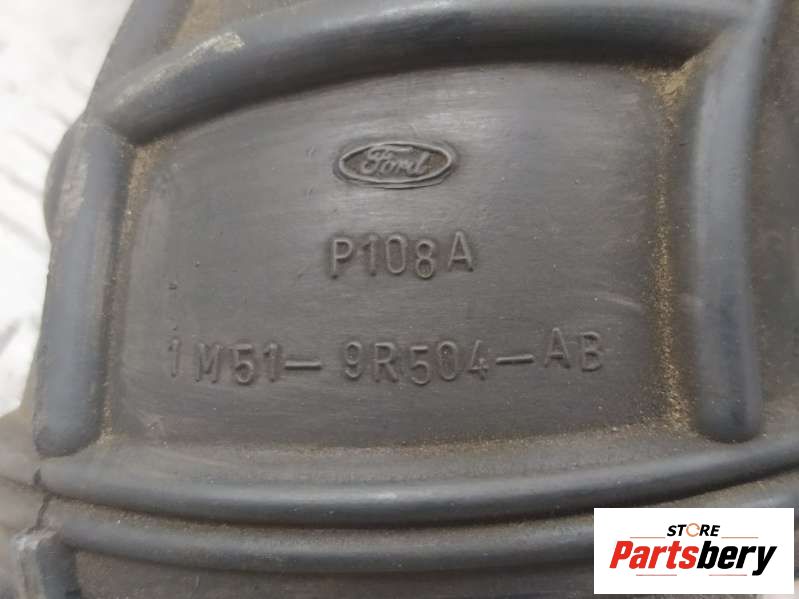 Ford
P108A
1M51-9R504-AB
STORE
Partsbery